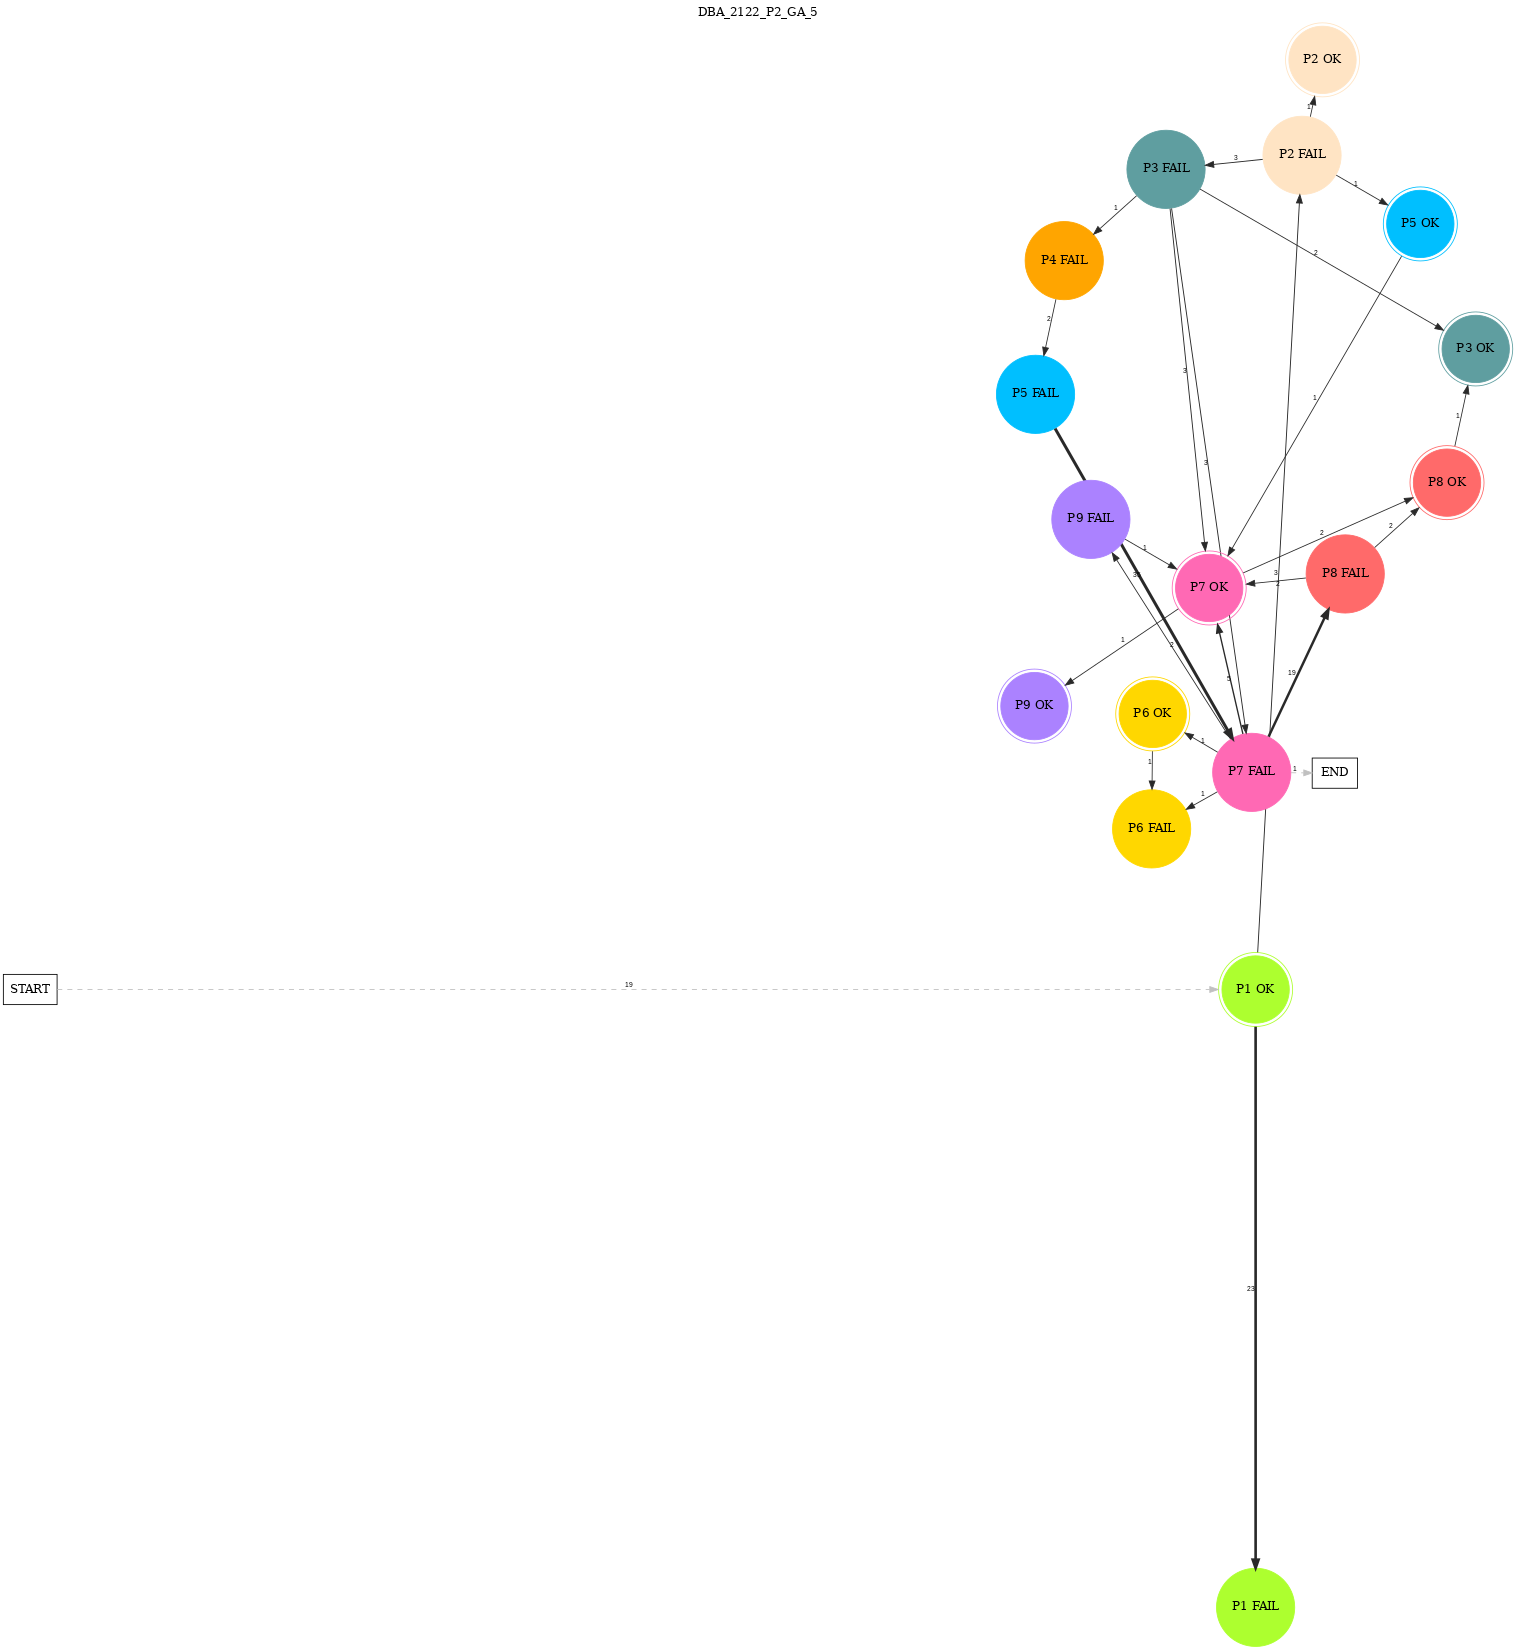 DBA_2122_P2_GA_5
P2 OK
1
P2 FAIL
3
P3 FAIL
1
1
P5 OK
2
P4 FAIL
2
P3 OK
3
P5 FAIL
1
1
3
P8 OK
P9 FAIL
2
2
1
3
P8 FAIL
2
P7 OK
1
2
19
5
P9 OK
P6 OK
1
1
P7 FAIL
1
END
1
P6 FAIL
START
19
P1 OK
23
P1 FAIL